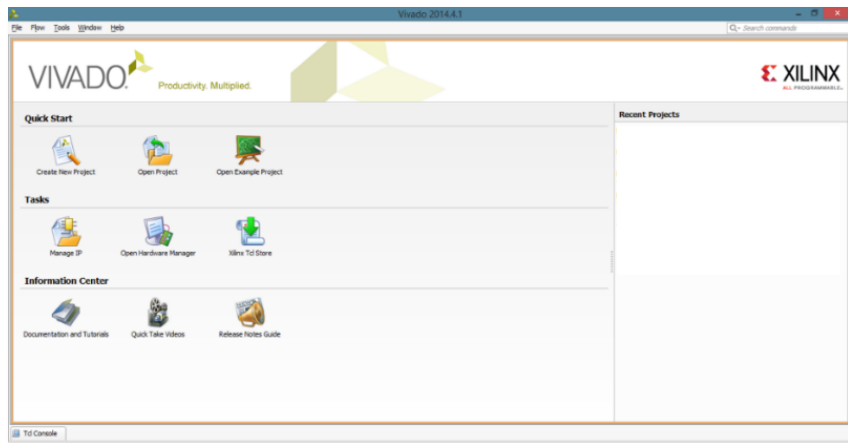 Vivado 2014.4.1
File Flow Tools Window Help
Search commands
VIVADO. Productivity. Multiplied.
XILINX
ALL PROGRAMMABLE.
Quick Start
Recent Projects
Create New Project Open Project Open Example Project
Tasks
Manage IP Open Hardware Manager Xilinx Tcl Store
Information Center
Documentation and Tutorials Quick Take Videos Release Notes Guide
Tcl Console